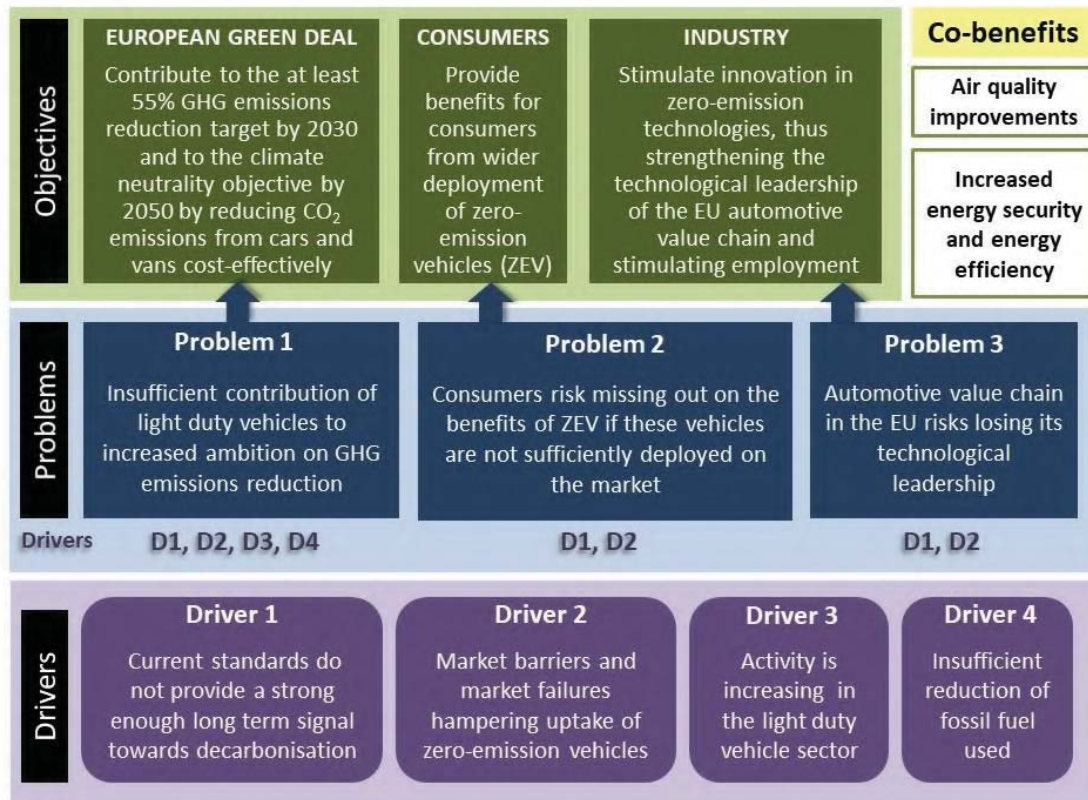 Objectives
EUROPEAN GREEN DEAL
Contribute to the at least
55% GHG emissions
reduction target by 2030
and to the climate
neutrality objective by
2050 by reducing CO₂
emissions from cars and
vans cost-effectively
CONSUMERS
Provide
benefits for
consumers
from wider
deployment
of zero-
emission
vehicles (ZEV)
INDUSTRY
Stimulate innovation in
zero-emission
technologies, thus
strengthening the
technological leadership
of the EU automotive
value chain and
stimulating employment
Co-benefits
Air quality
improvements
Increased
energy security
and energy
efficiency
Problems
Problem 1
Insufficient contribution of
light duty vehicles to
increased ambition on GHG
emissions reduction
Problem 2
Consumers risk missing out on the
benefits of ZEV if these vehicles
are not sufficiently deployed on
the market
Problem 3
Automotive value chain
in the EU risks losing its
technological
leadership
Drivers
D1, D2, D3, D4
D1, D2
D1, D2
Drivers
Driver 1
Current standards do
not provide a strong
enough long term signal
towards decarbonisation
Driver 2
Market barriers and
market failures
hampering uptake of
zero-emission vehicles
Driver 3
Activity is
increasing in
the light duty
vehicle sector
Driver 4
Insufficient
reduction of
fossil fuel
used